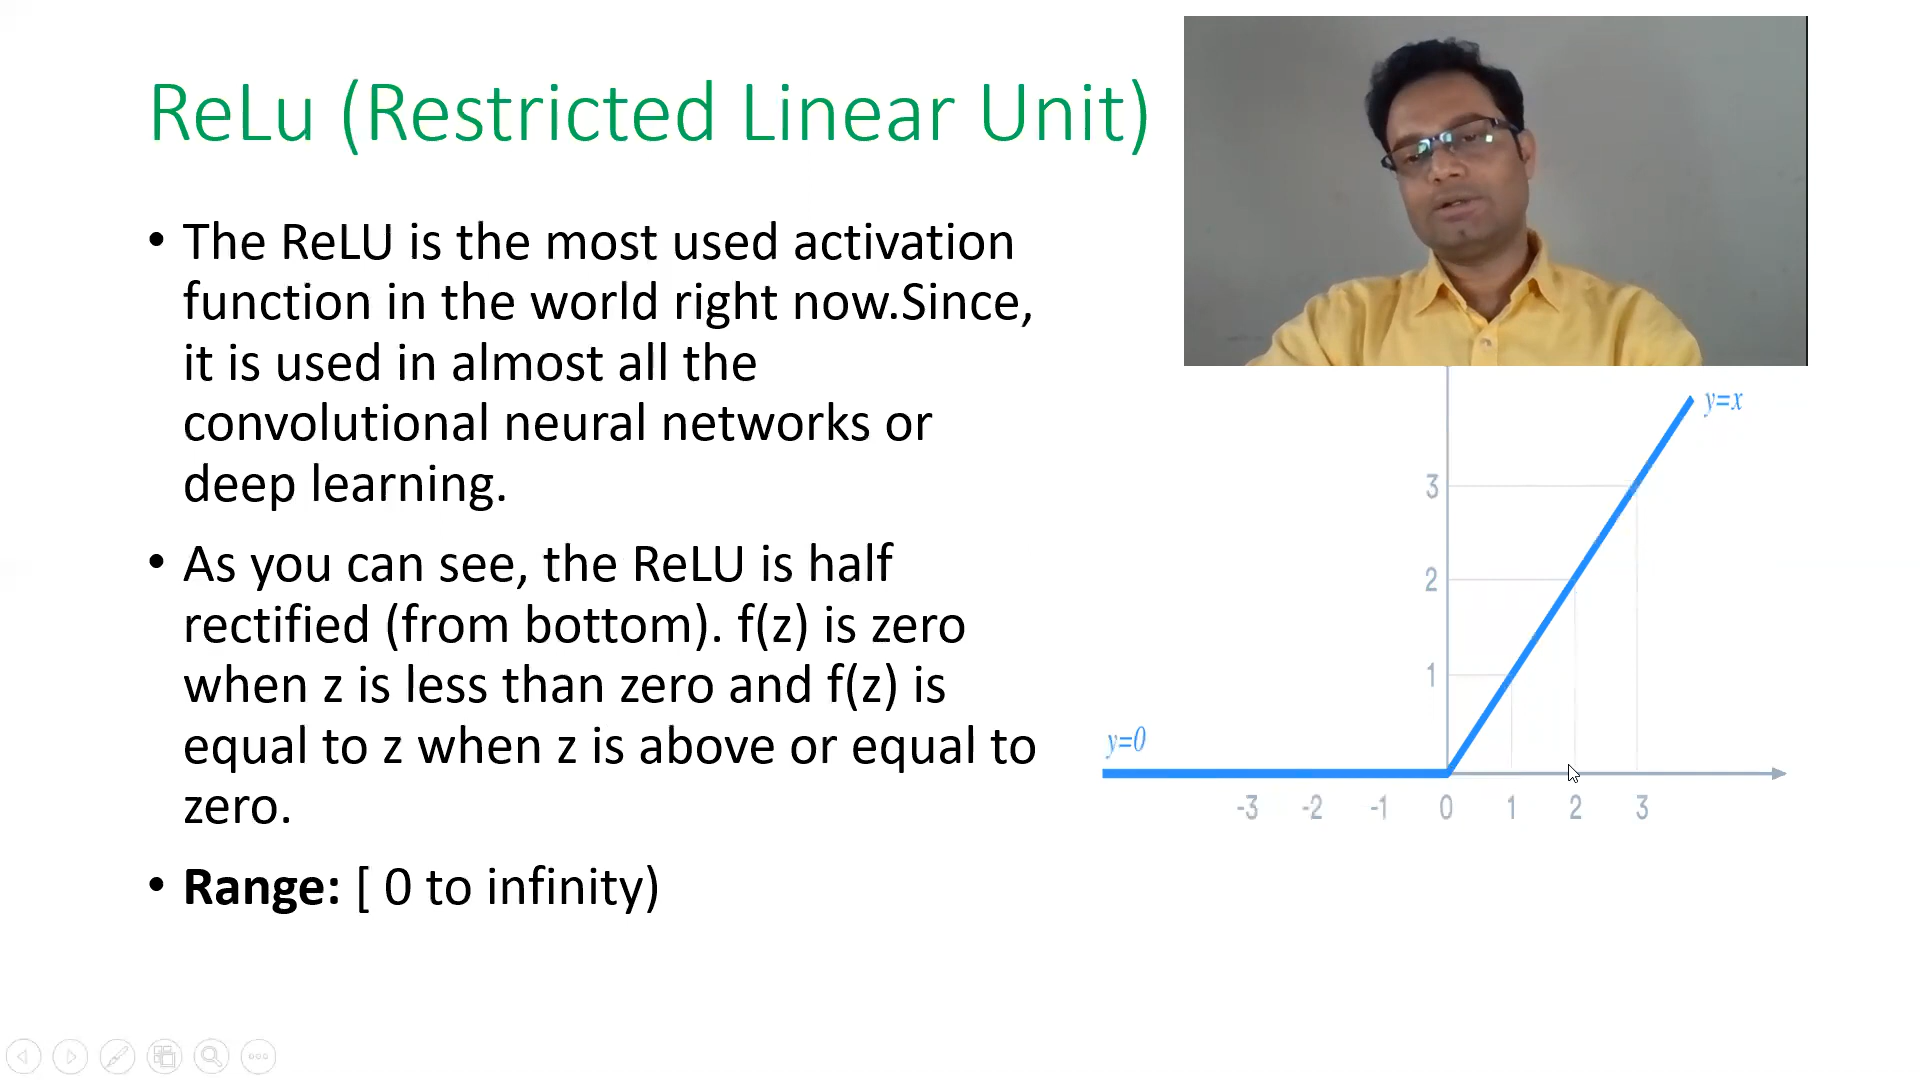 ReLu (Restricted Linear Unit)
• The ReLU is the most used activation
function in the world right now.Since,
it is used in almost all the
convolutional neural networks or
deep learning.
• As you can see, the ReLU is half
rectified (from bottom). f(z) is zero
when z is less than zero and f(z) is
equal to z when z is above or equal to
zero.
• Range: [ 0 to infinity)
y=x
3
2
1
y=0
-3 -2 -1 0 1 2 3